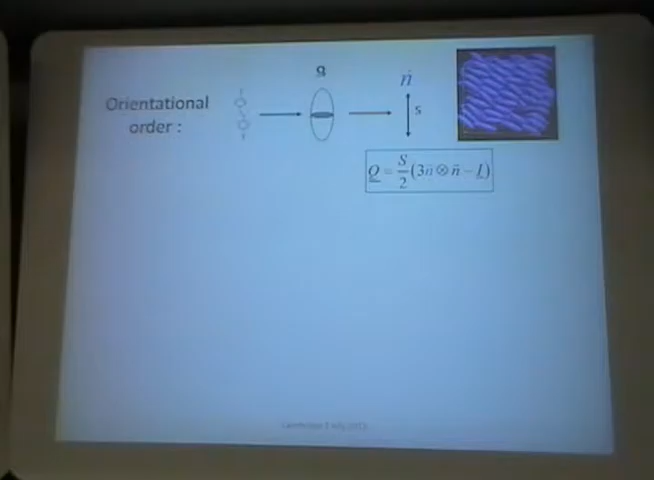 Orientational
order :
g
n̂
s
Q = S/2 (3n̄ ⊗ n̄ − I)